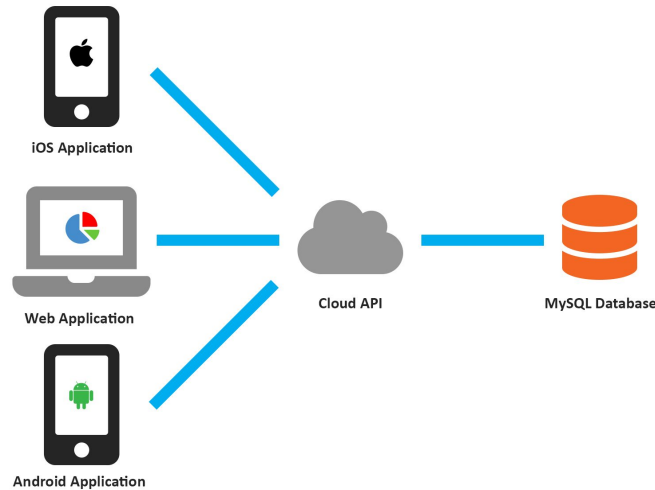 iOS Application
Web Application
Cloud API
MySQL Database
Android Application